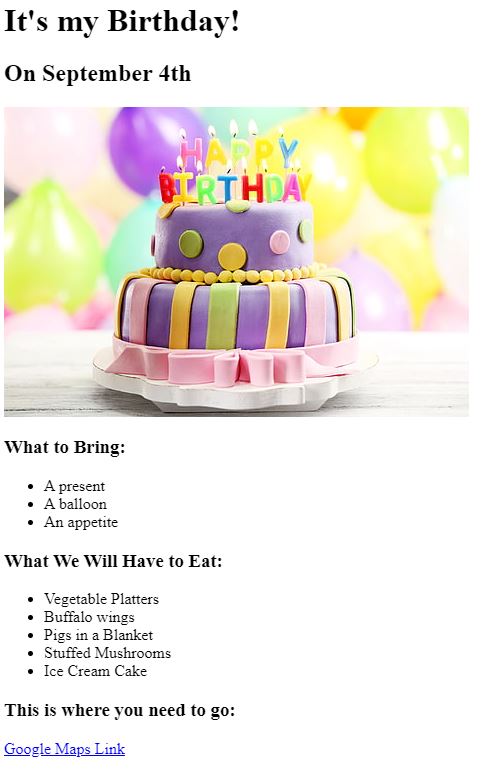 It's my Birthday!
On September 4th
HAPPY
BIRTHDAY
What to Bring:
A present
A balloon
An appetite
What We Will Have to Eat:
Vegetable Platters
Buffalo wings
Pigs in a Blanket
Stuffed Mushrooms
Ice Cream Cake
This is where you need to go:
Google Maps Link